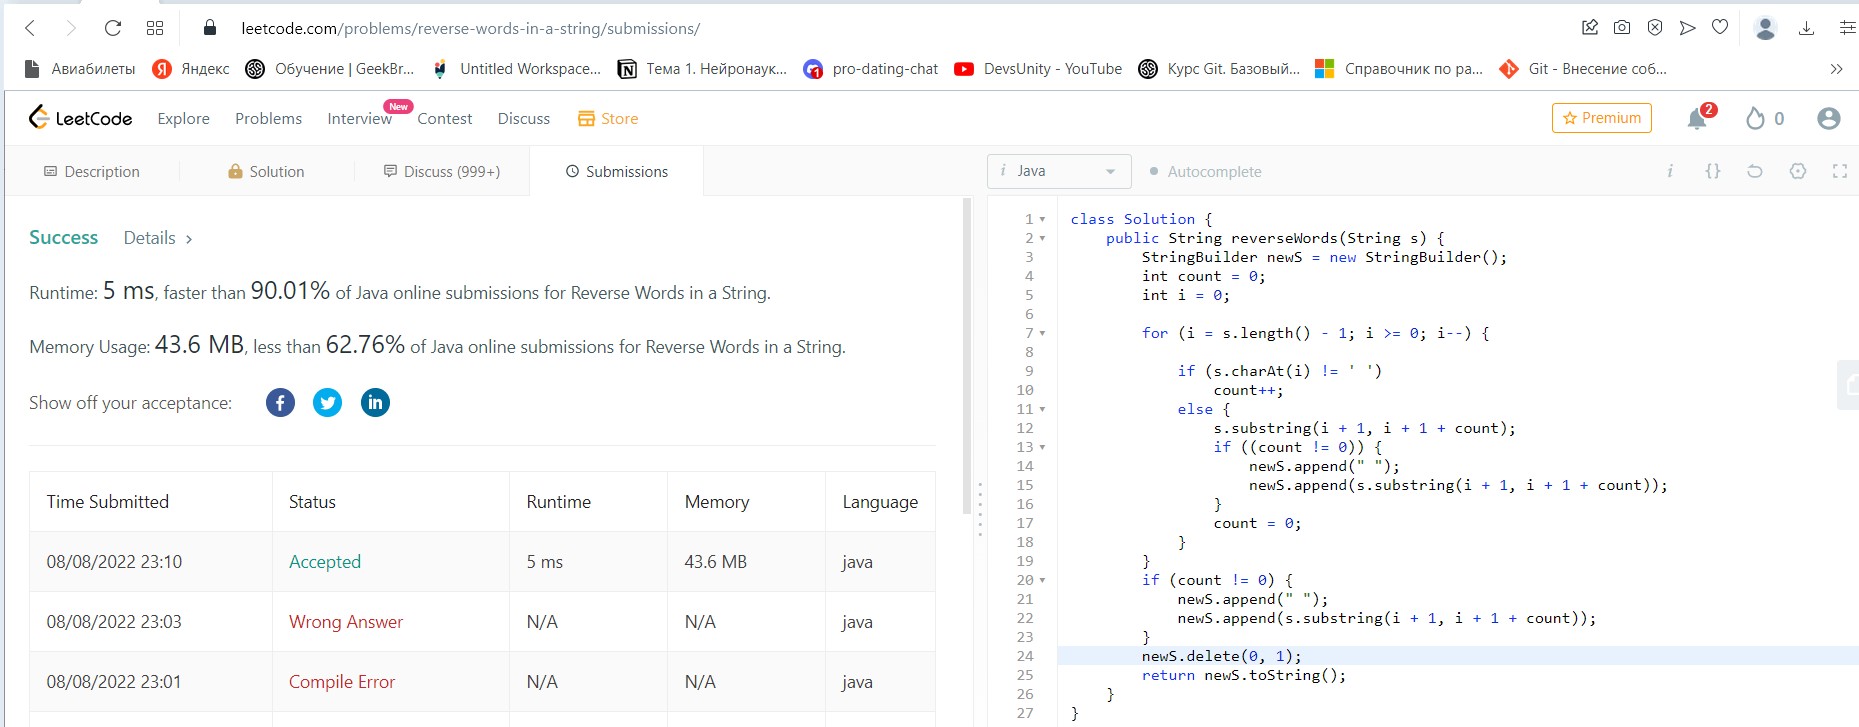 leetcode.com/problems/reverse-words-in-a-string/submissions/
Авиабилеты Яндекс Обучение | GeekBr... Untitled Workspace... Тема 1. Нейронаук... pro-dating-chat DevsUnity - YouTube Курс Git. Базовый... Справочник по ра... Git - Внесение соб...
LeetCode Explore Problems Interview New Contest Discuss Store Premium 2 0
Description Solution Discuss (999+) Submissions
i Java Autocomplete i {}
Success Details >
Runtime: 5 ms, faster than 90.01% of Java online submissions for Reverse Words in a String.
Memory Usage: 43.6 MB, less than 62.76% of Java online submissions for Reverse Words in a String.
Show off your acceptance:
Time Submitted Status Runtime Memory Language
08/08/2022 23:10 Accepted 5 ms 43.6 MB java
08/08/2022 23:03 Wrong Answer N/A N/A java
08/08/2022 23:01 Compile Error N/A N/A java
1 class Solution {
2     public String reverseWords(String s) {
3         StringBuilder newS = new StringBuilder();
4         int count = 0;
5         int i = 0;
6
7         for (i = s.length() - 1; i >= 0; i--) {
8
9             if (s.charAt(i) != ' ')
10                 count++;
11             else {
12                 s.substring(i + 1, i + 1 + count);
13                 if ((count != 0)) {
14                     newS.append(" ");
15                     newS.append(s.substring(i + 1, i + 1 + count));
16                 }
17                 count = 0;
18             }
19         }
20         if (count != 0) {
21             newS.append(" ");
22             newS.append(s.substring(i + 1, i + 1 + count));
23         }
24         newS.delete(0, 1);
25         return newS.toString();
26     }
27 }